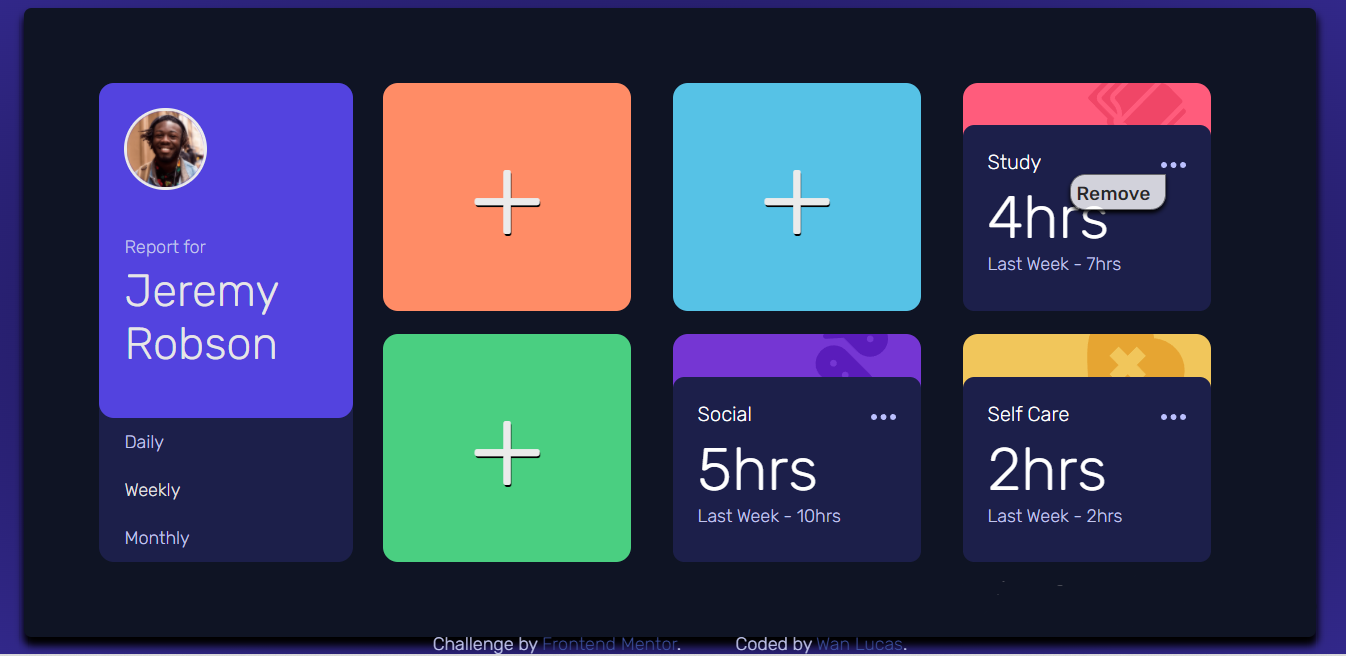 Report for
Jeremy
Robson
Daily
Weekly
Monthly
Study
Remove
4hrs
Last Week - 7hrs
Social
5hrs
Last Week - 10hrs
Self Care
2hrs
Last Week - 2hrs
Challenge by Frontend Mentor. Coded by Wan Lucas.